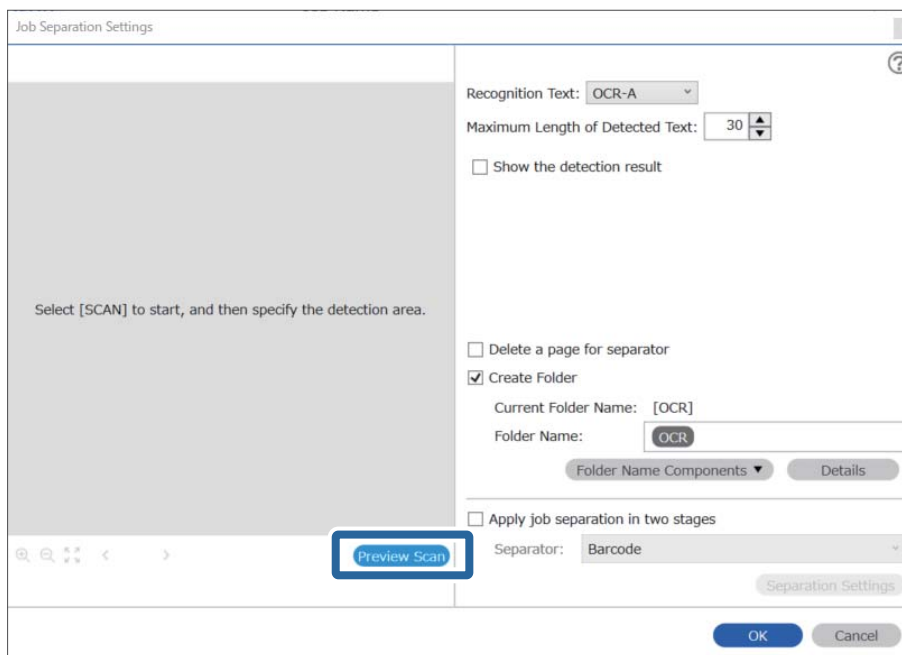 Job Separation Settings
Recognition Text: OCR-A
Maximum Length of Detected Text: 30
Show the detection result
Select [SCAN] to start, and then specify the detection area.
Delete a page for separator
Create Folder
Current Folder Name: [OCR]
Folder Name: OCR
Folder Name Components ▼ Details
Apply job separation in two stages
Preview Scan Separator: Barcode
Separation Settings
OK Cancel